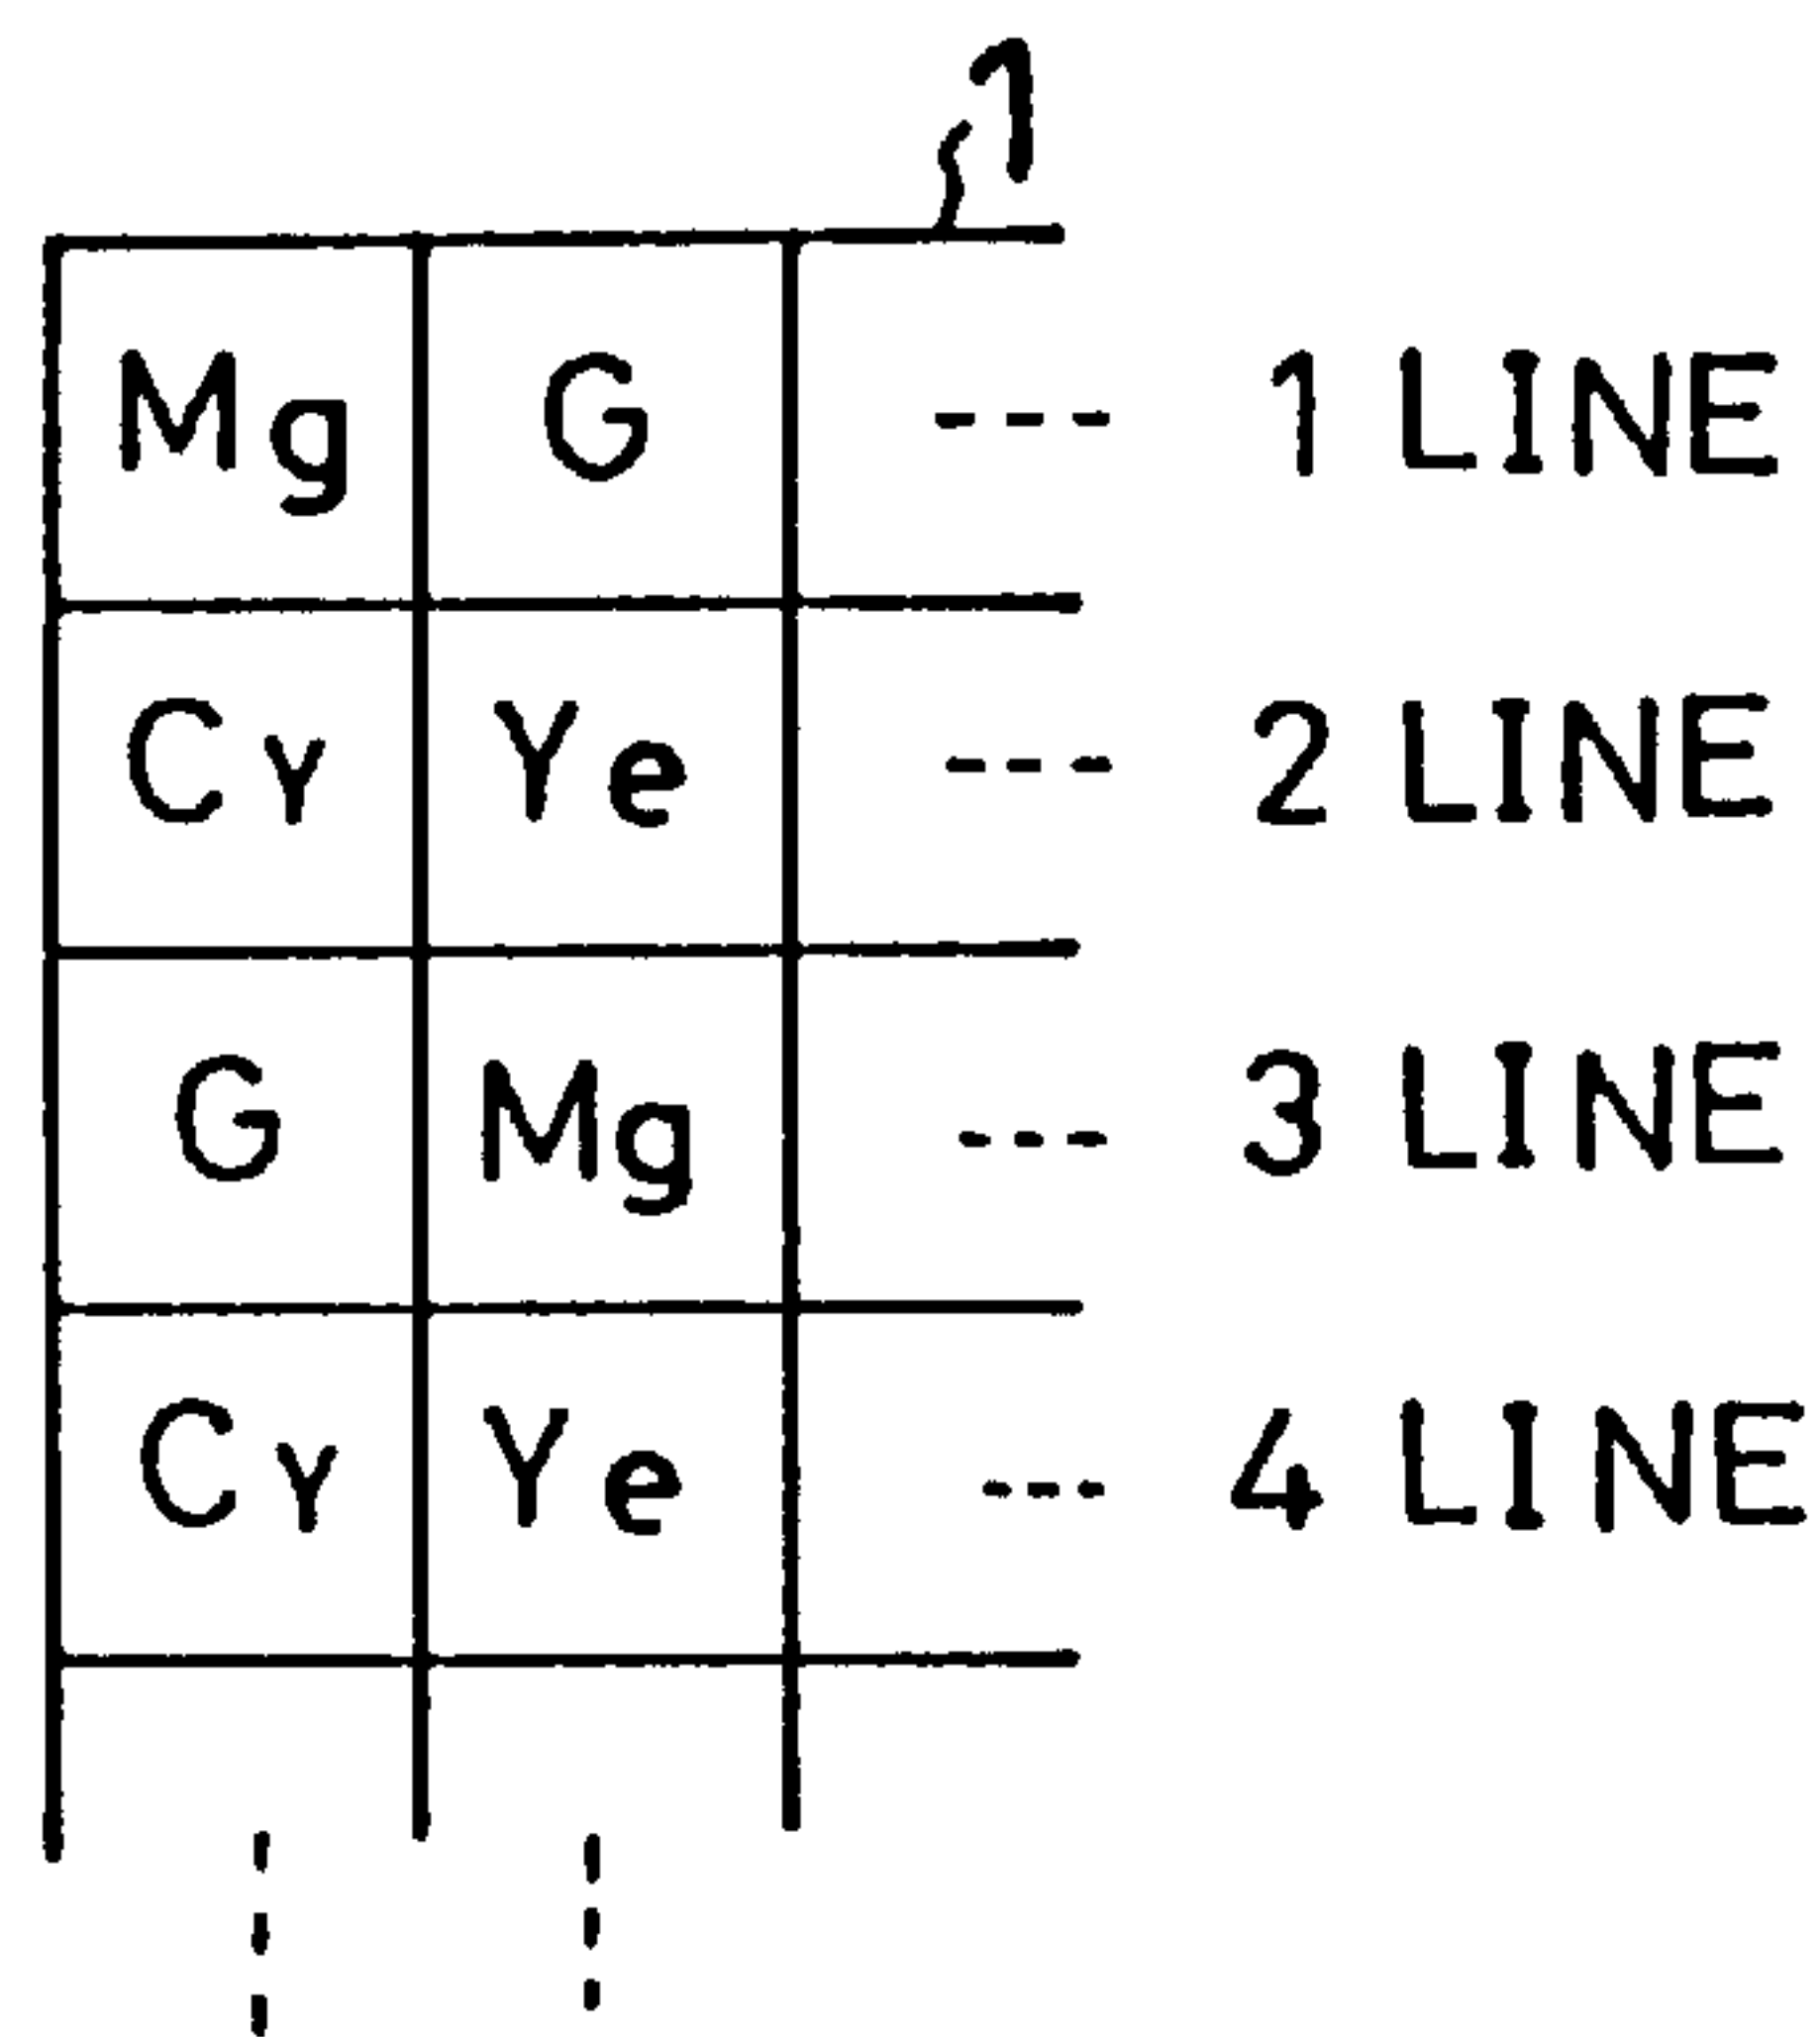 1
Mg G --- 1 LINE
Cy Ye --- 2 LINE
G Mg --- 3 LINE
Cy Ye --- 4 LINE